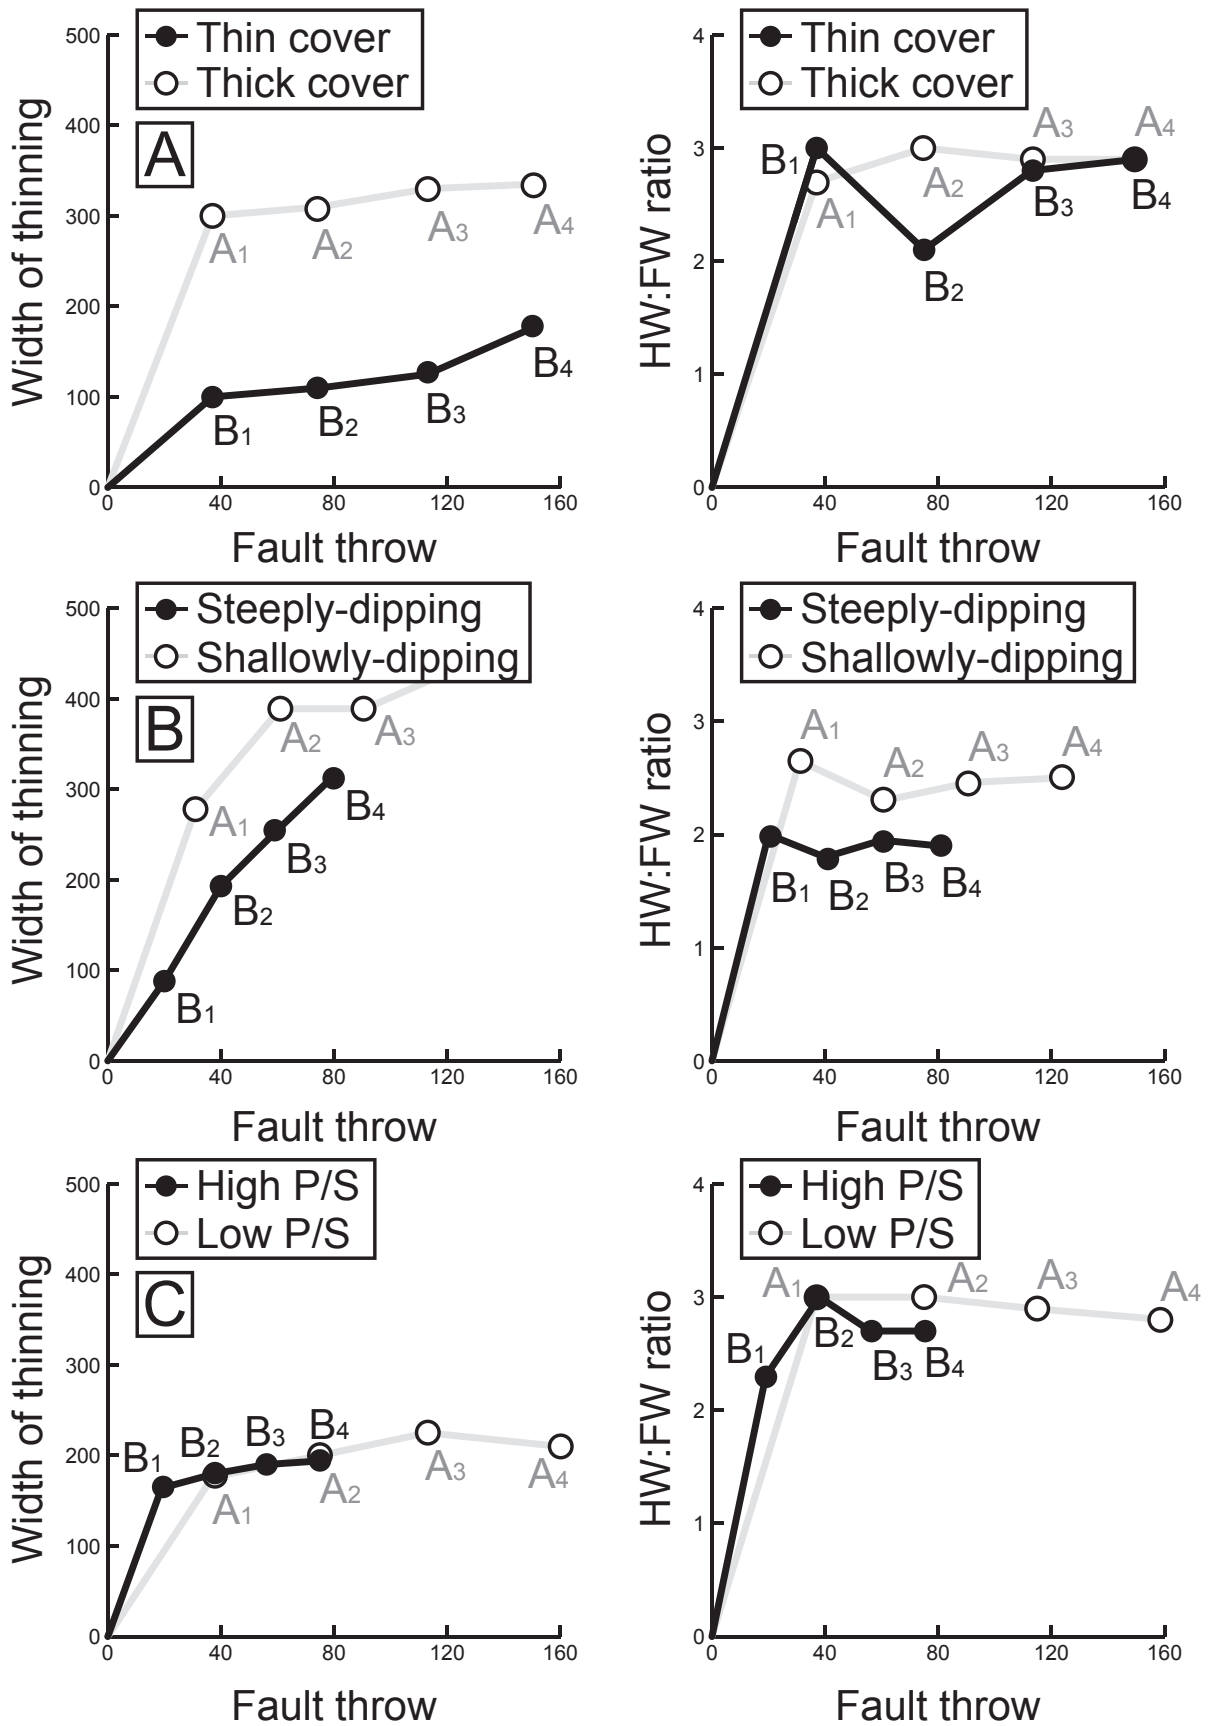 500
400
300
200
100
0
0 40 80 120 160
Width of thinning
Fault throw
Thin cover
Thick cover
A
A1
A2
A3
A4
B1
B2
B3
B4
4
3
2
1
0
0 40 80 120 160
HW:FW ratio
Fault throw
Thin cover
Thick cover
A1
A2
A3
A4
B1
B2
B3
B4
500
400
300
200
100
0
0 40 80 120 160
Width of thinning
Fault throw
Steeply-dipping
Shallowly-dipping
B
A1
A2
A3
B1
B2
B3
B4
4
3
2
1
0
0 40 80 120 160
HW:FW ratio
Fault throw
Steeply-dipping
Shallowly-dipping
A1
A2
A3
A4
B1
B2
B3
B4
500
400
300
200
100
0
0 40 80 120 160
Width of thinning
Fault throw
High P/S
Low P/S
C
B1
B2
B3
B4
A1
A2
A3
A4
4
3
2
1
0
0 40 80 120 160
HW:FW ratio
Fault throw
High P/S
Low P/S
A1
A2
A3
A4
B1
B2
B3
B4